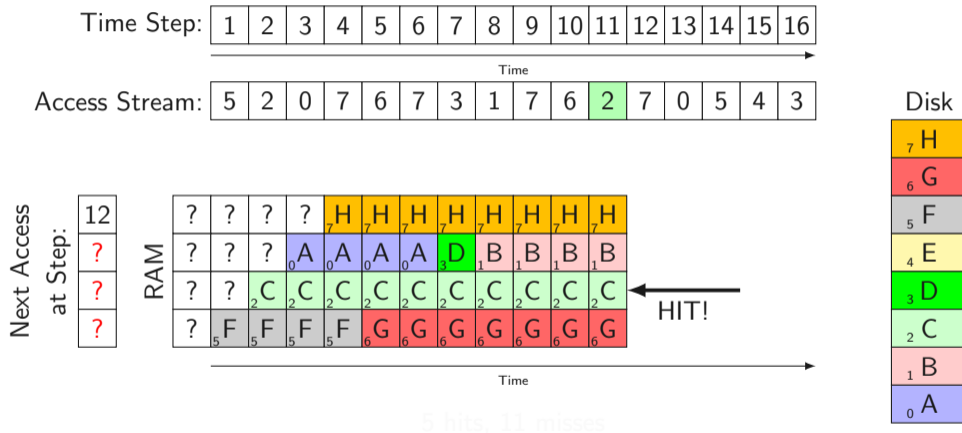 Time Step: 1 2 3 4 5 6 7 8 9 10 11 12 13 14 15 16
Time
Access Stream: 5 2 0 7 6 7 3 1 7 6 2 7 0 5 4 3
Disk
7 H
6 G
5 F
4 E
3 D
2 C
1 B
0 A
Next Access
at Step:
12
?
?
?
RAM
? ? ? ? 7 H 7 H 7 H 7 H 7 H 7 H 7 H 7 H
? ? ? 0 A 0 A 0 A 0 A 3 D 1 B 1 B 1 B 1 B
? ? 2 C 2 C 2 C 2 C 2 C 2 C 2 C 2 C 2 C 2 C
? 5 F 5 F 5 F 5 F 6 G 6 G 6 G 6 G 6 G 6 G 6 G
HIT!
Time
5 hits, 11 misses